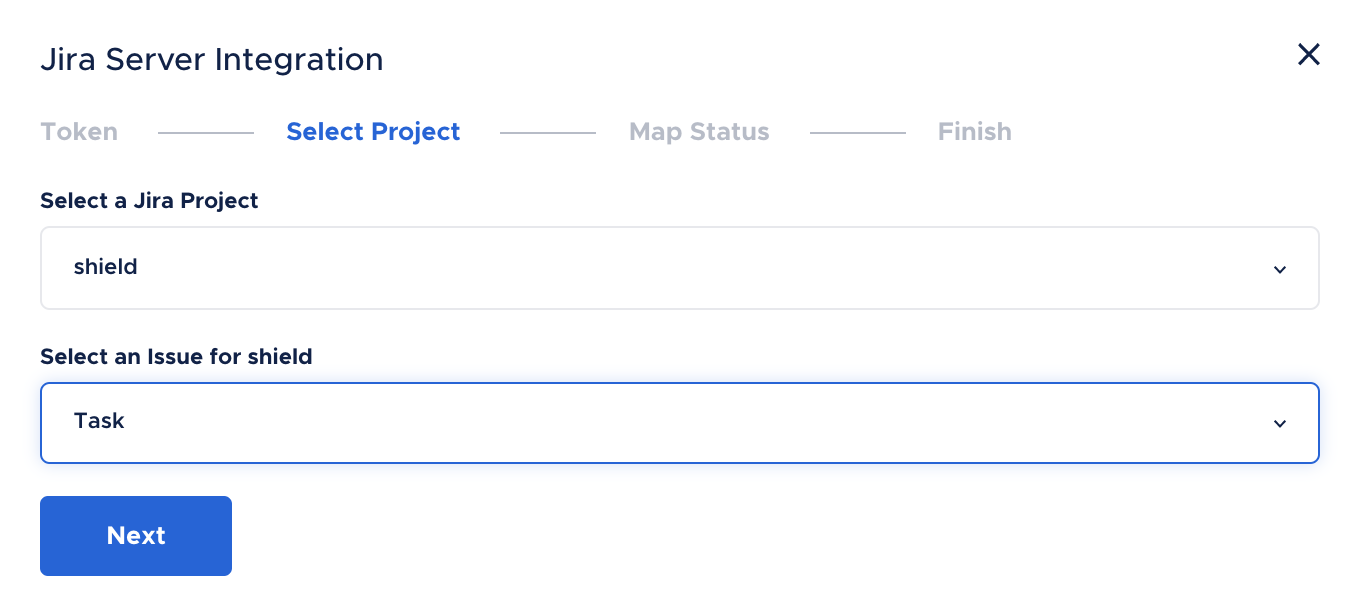 Jira Server Integration
Token Select Project Map Status Finish
Select a Jira Project
shield
Select an Issue for shield
Task
Next